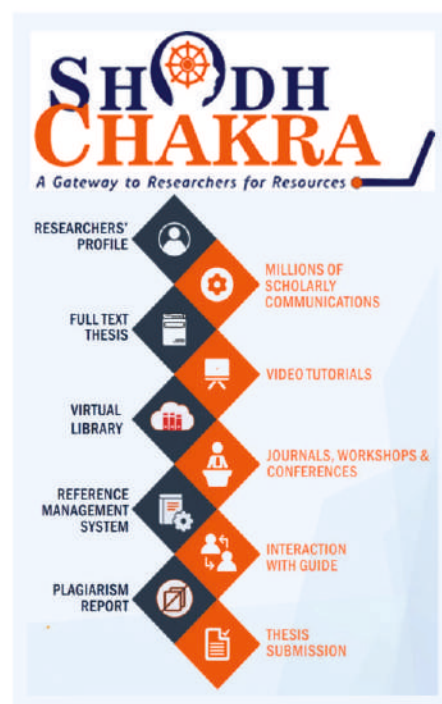 SHODH
CHAKRA
A Gateway to Researchers for Resources
RESEARCHERS'
PROFILE
MILLIONS OF
SCHOLARLY
COMMUNICATIONS
FULL TEXT
THESIS
VIDEO TUTORIALS
VIRTUAL
LIBRARY
JOURNALS, WORKSHOPS &
CONFERENCES
REFERENCE
MANAGEMENT
SYSTEM
INTERACTION
WITH GUIDE
PLAGIARISM
REPORT
THESIS
SUBMISSION